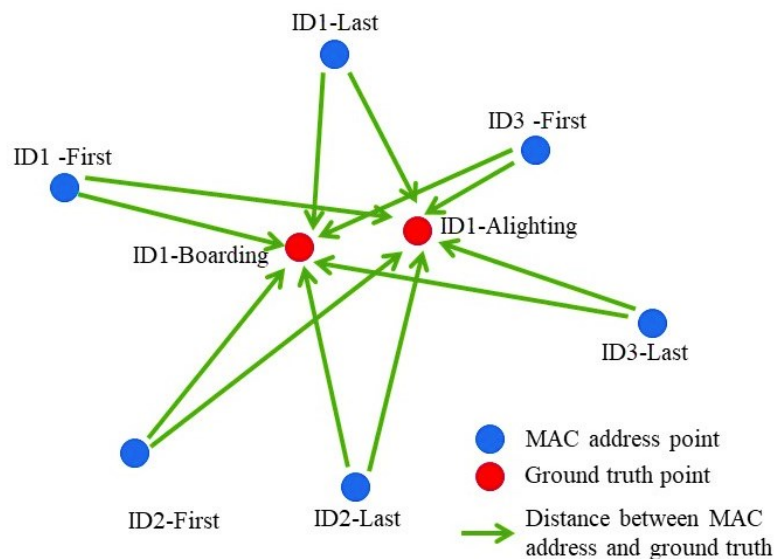 ID1-Last
ID3 -First
ID1 -First
ID1-Alighting
ID1-Boarding
ID3-Last
ID2-First
ID2-Last
MAC address point
Ground truth point
Distance between MAC
address and ground truth